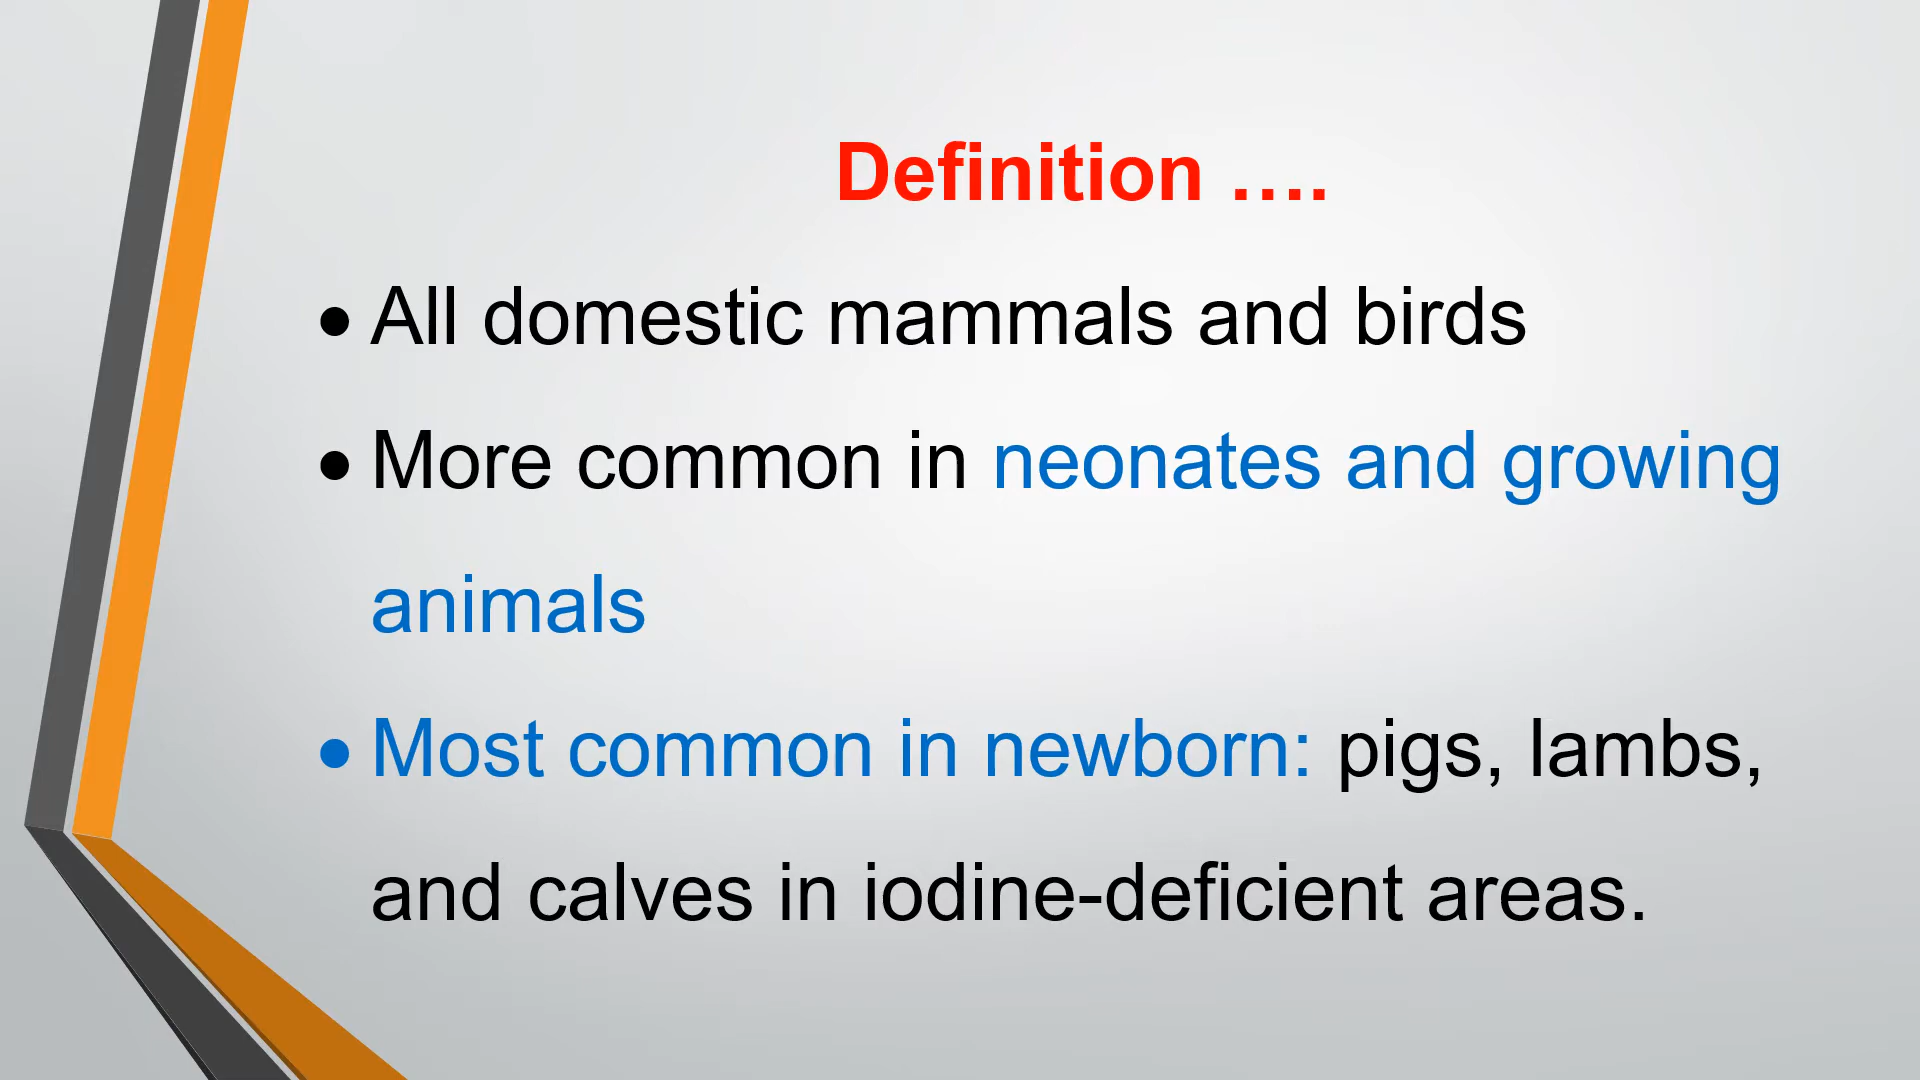 Definition ….
• All domestic mammals and birds
• More common in neonates and growing
animals
• Most common in newborn: pigs, lambs,
and calves in iodine-deficient areas.